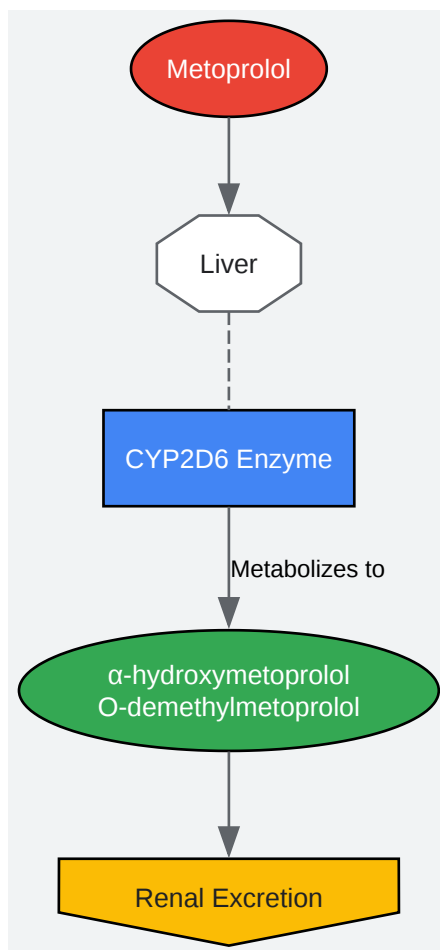 Metoprolol
Liver
CYP2D6 Enzyme
Metabolizes to
α-hydroxymetoprolol
O-demethylmetoprolol
Renal Excretion